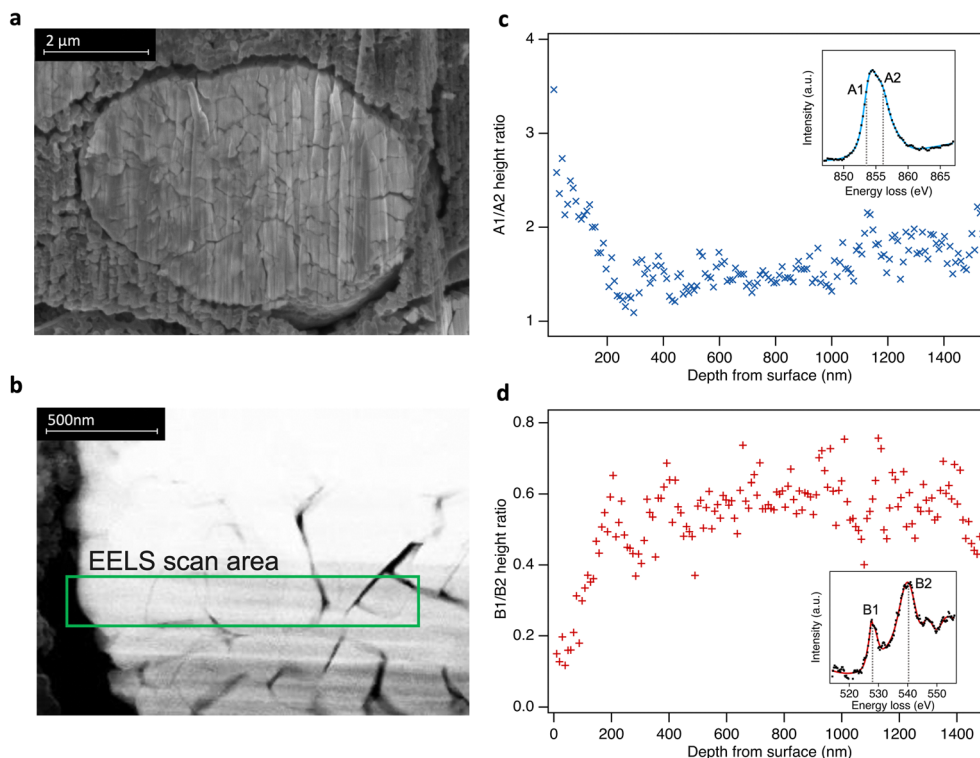 a
2 μm
b
500nm
EELS scan area
c
A1/A2 height ratio
4
3
2
1
200
400
600
800
1000
1200
1400
Depth from surface (nm)
Intensity (a.u.)
A1
A2
850
855
860
865
Energy loss (eV)
d
B1/B2 height ratio
0.8
0.6
0.4
0.2
0.0
0
200
400
600
800
1000
1200
1400
Depth from surface (nm)
Intensity (a.u.)
B1
B2
520
530
540
550
Energy loss (eV)